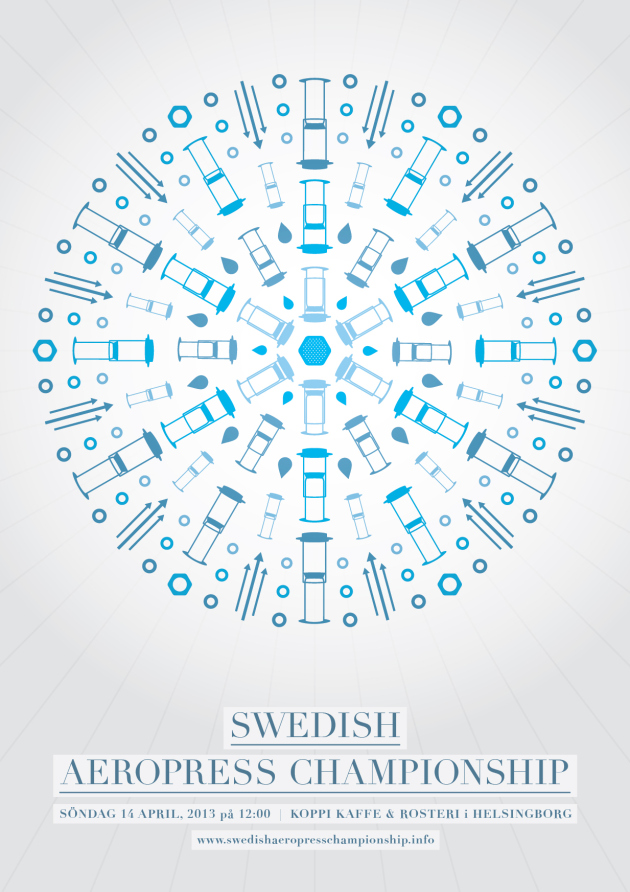 SWEDISH
AEROPRESS CHAMPIONSHIP
SÖNDAG 14 APRIL, 2013 på 12:00 | KOPPI KAFFE & ROSTERI i HELSINGBORG
www.swedishaeropresschampionship.info